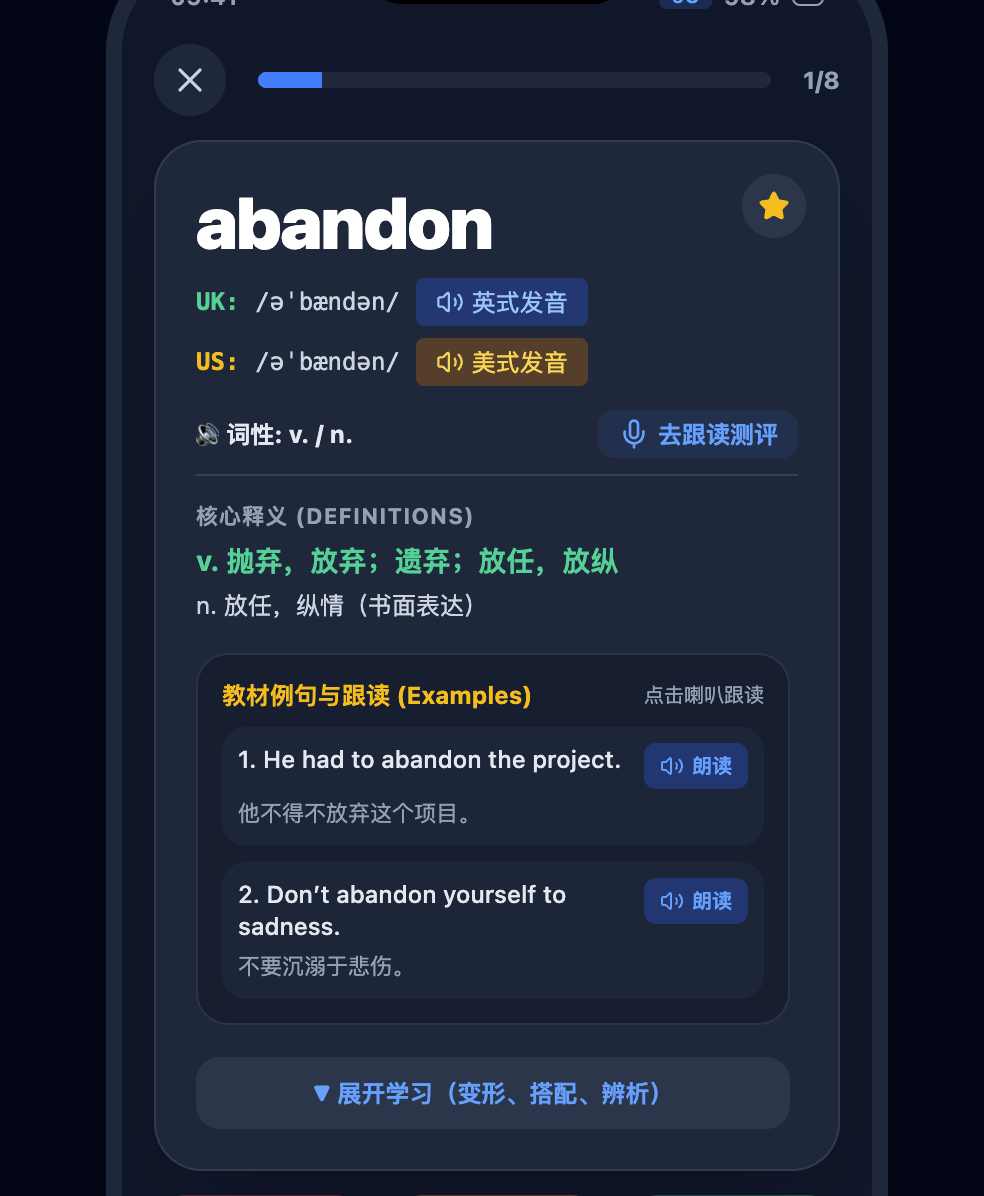 1/8
abandon
UK: /əˈbændən/ 英式发音
US: /əˈbændən/ 美式发音
词性: v. / n. 去跟读测评
核心释义 (DEFINITIONS)
v. 抛弃，放弃；遗弃；放任，放纵
n. 放任，纵情（书面表达）
教材例句与跟读 (Examples) 点击喇叭跟读
1. He had to abandon the project. 朗读
他不得不放弃这个项目。
2. Don’t abandon yourself to 朗读
sadness.
不要沉溺于悲伤。
▼ 展开学习（变形、搭配、辨析）